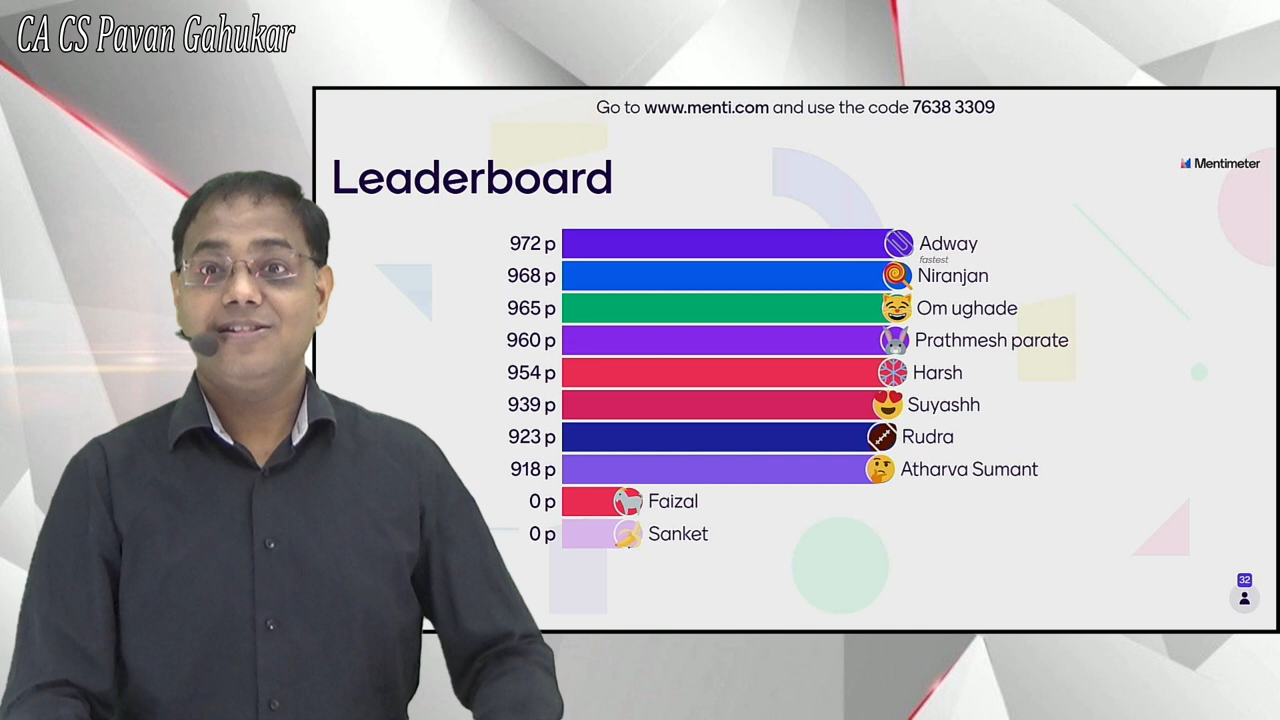 CA CS Pavan Gahukar
Go to www.menti.com and use the code 7638 3309
Leaderboard
Mentimeter
972 p Adway
fastest
968 p Niranjan
965 p Om ughade
960 p Prathmesh parate
954 p Harsh
939 p Suyashh
923 p Rudra
918 p Atharva Sumant
0 p Faizal
0 p Sanket
32